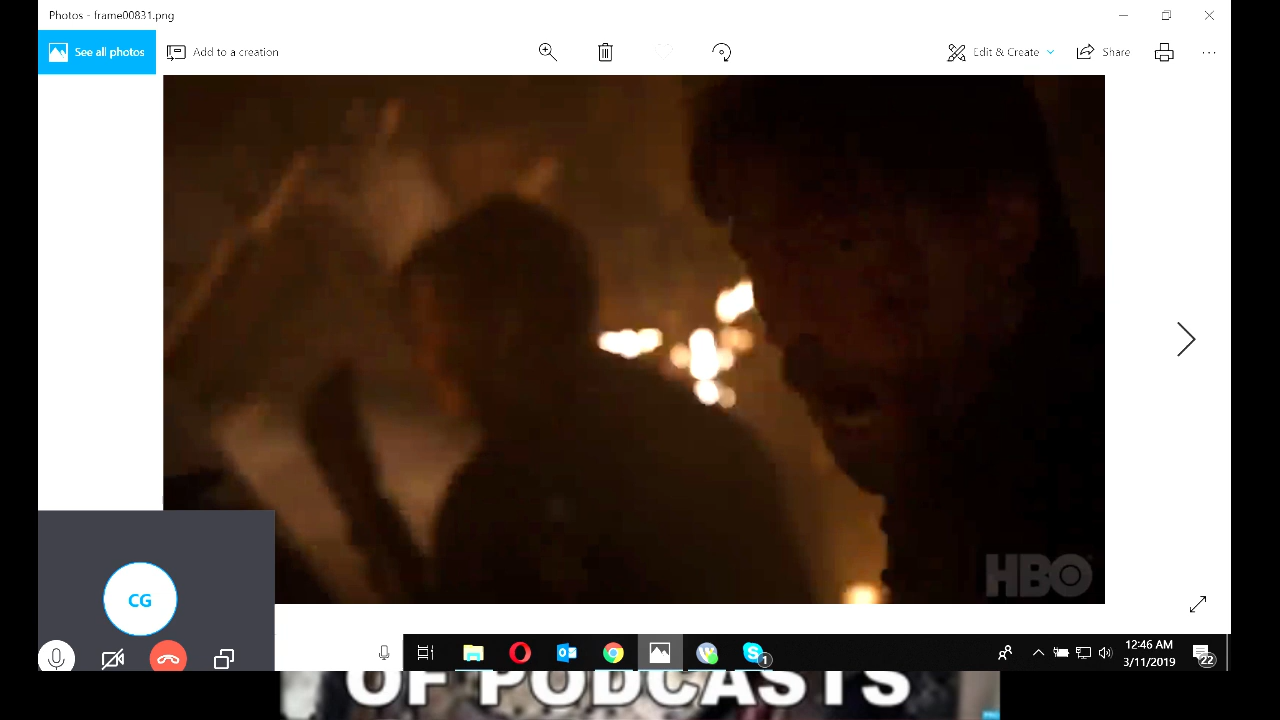 Photos - frame00831.png
See all photos
Add to a creation
Edit & Create
Share
HBO
CG
12:46 AM
3/11/2019
22
1
OF PODCASTS